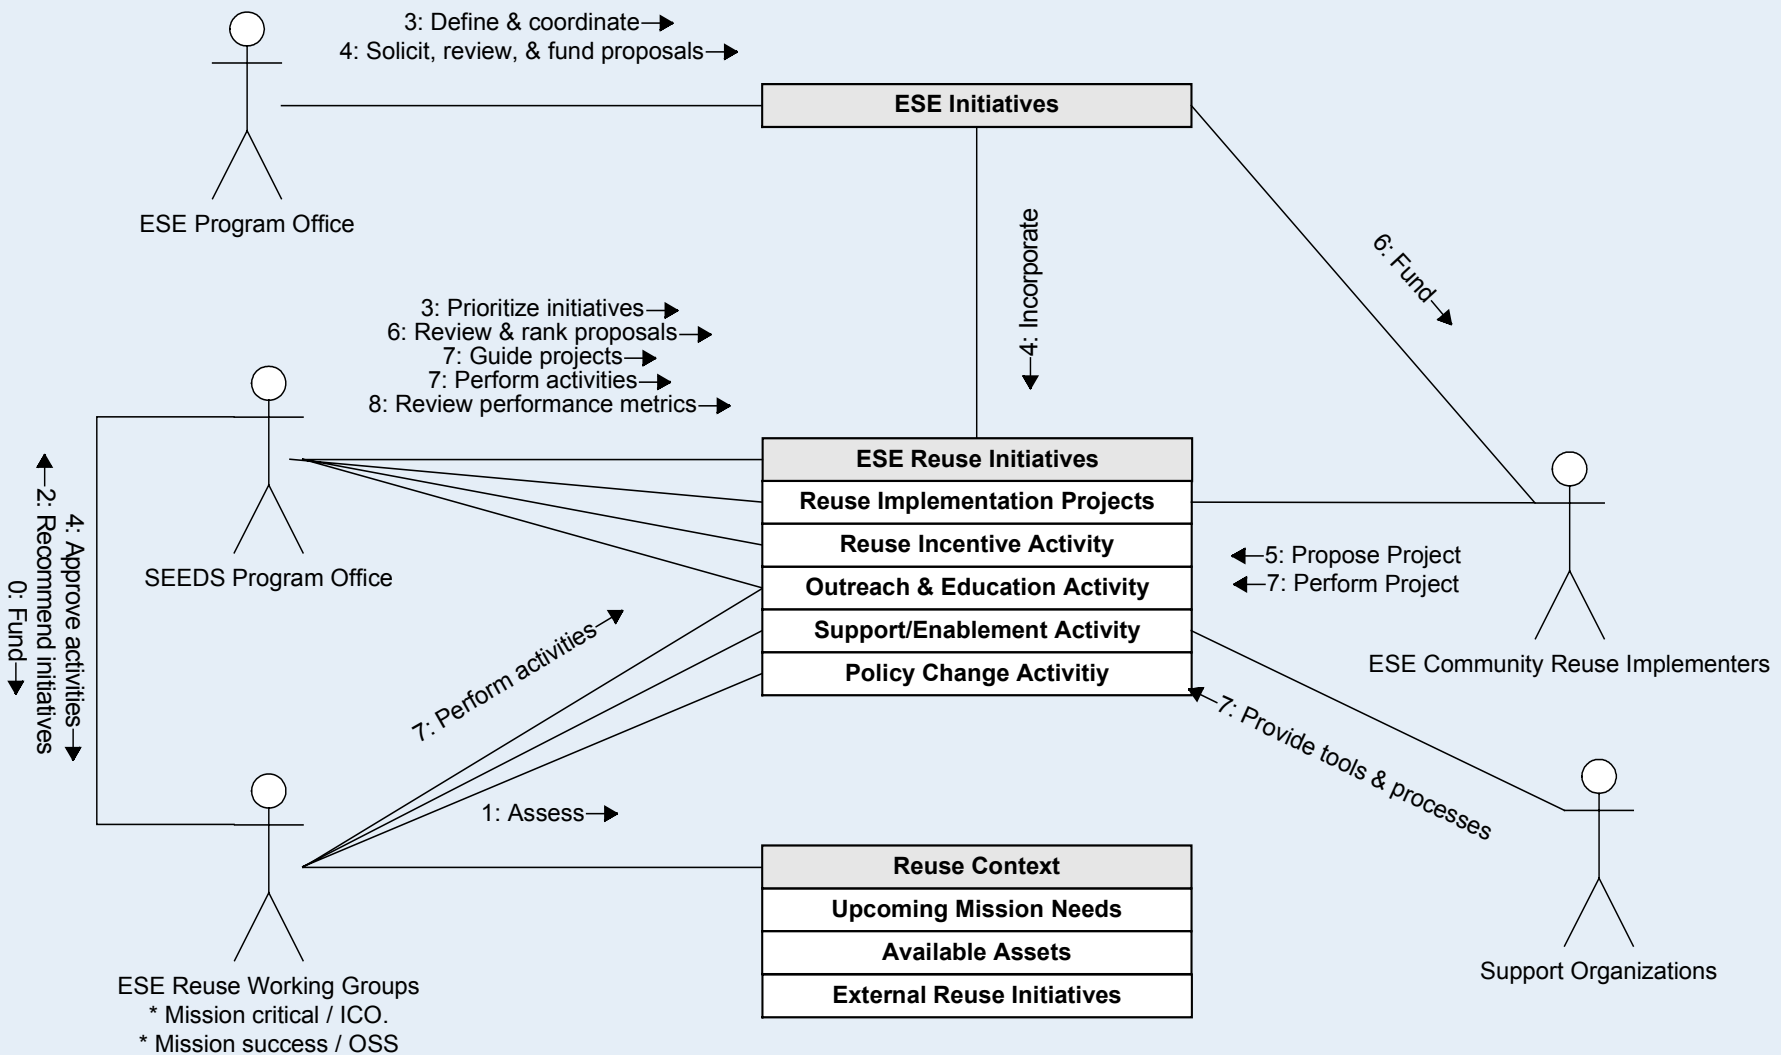 3: Define & coordinate
4: Solicit, review, & fund proposals
ESE Initiatives
ESE Program Office
4: Incorporate
6: Fund
3: Prioritize initiatives
6: Review & rank proposals
7: Guide projects
7: Perform activities
8: Review performance metrics
SEEDS Program Office
ESE Reuse Initiatives
Reuse Implementation Projects
Reuse Incentive Activity
Outreach & Education Activity
Support/Enablement Activity
Policy Change Activitiy
5: Propose Project
7: Perform Project
ESE Community Reuse Implementers
4: Approve activities
2: Recommend initiatives
0: Fund
7: Perform activities
7: Provide tools & processes
1: Assess
Reuse Context
Upcoming Mission Needs
Available Assets
External Reuse Initiatives
Support Organizations
ESE Reuse Working Groups
* Mission critical / ICO.
* Mission success / OSS